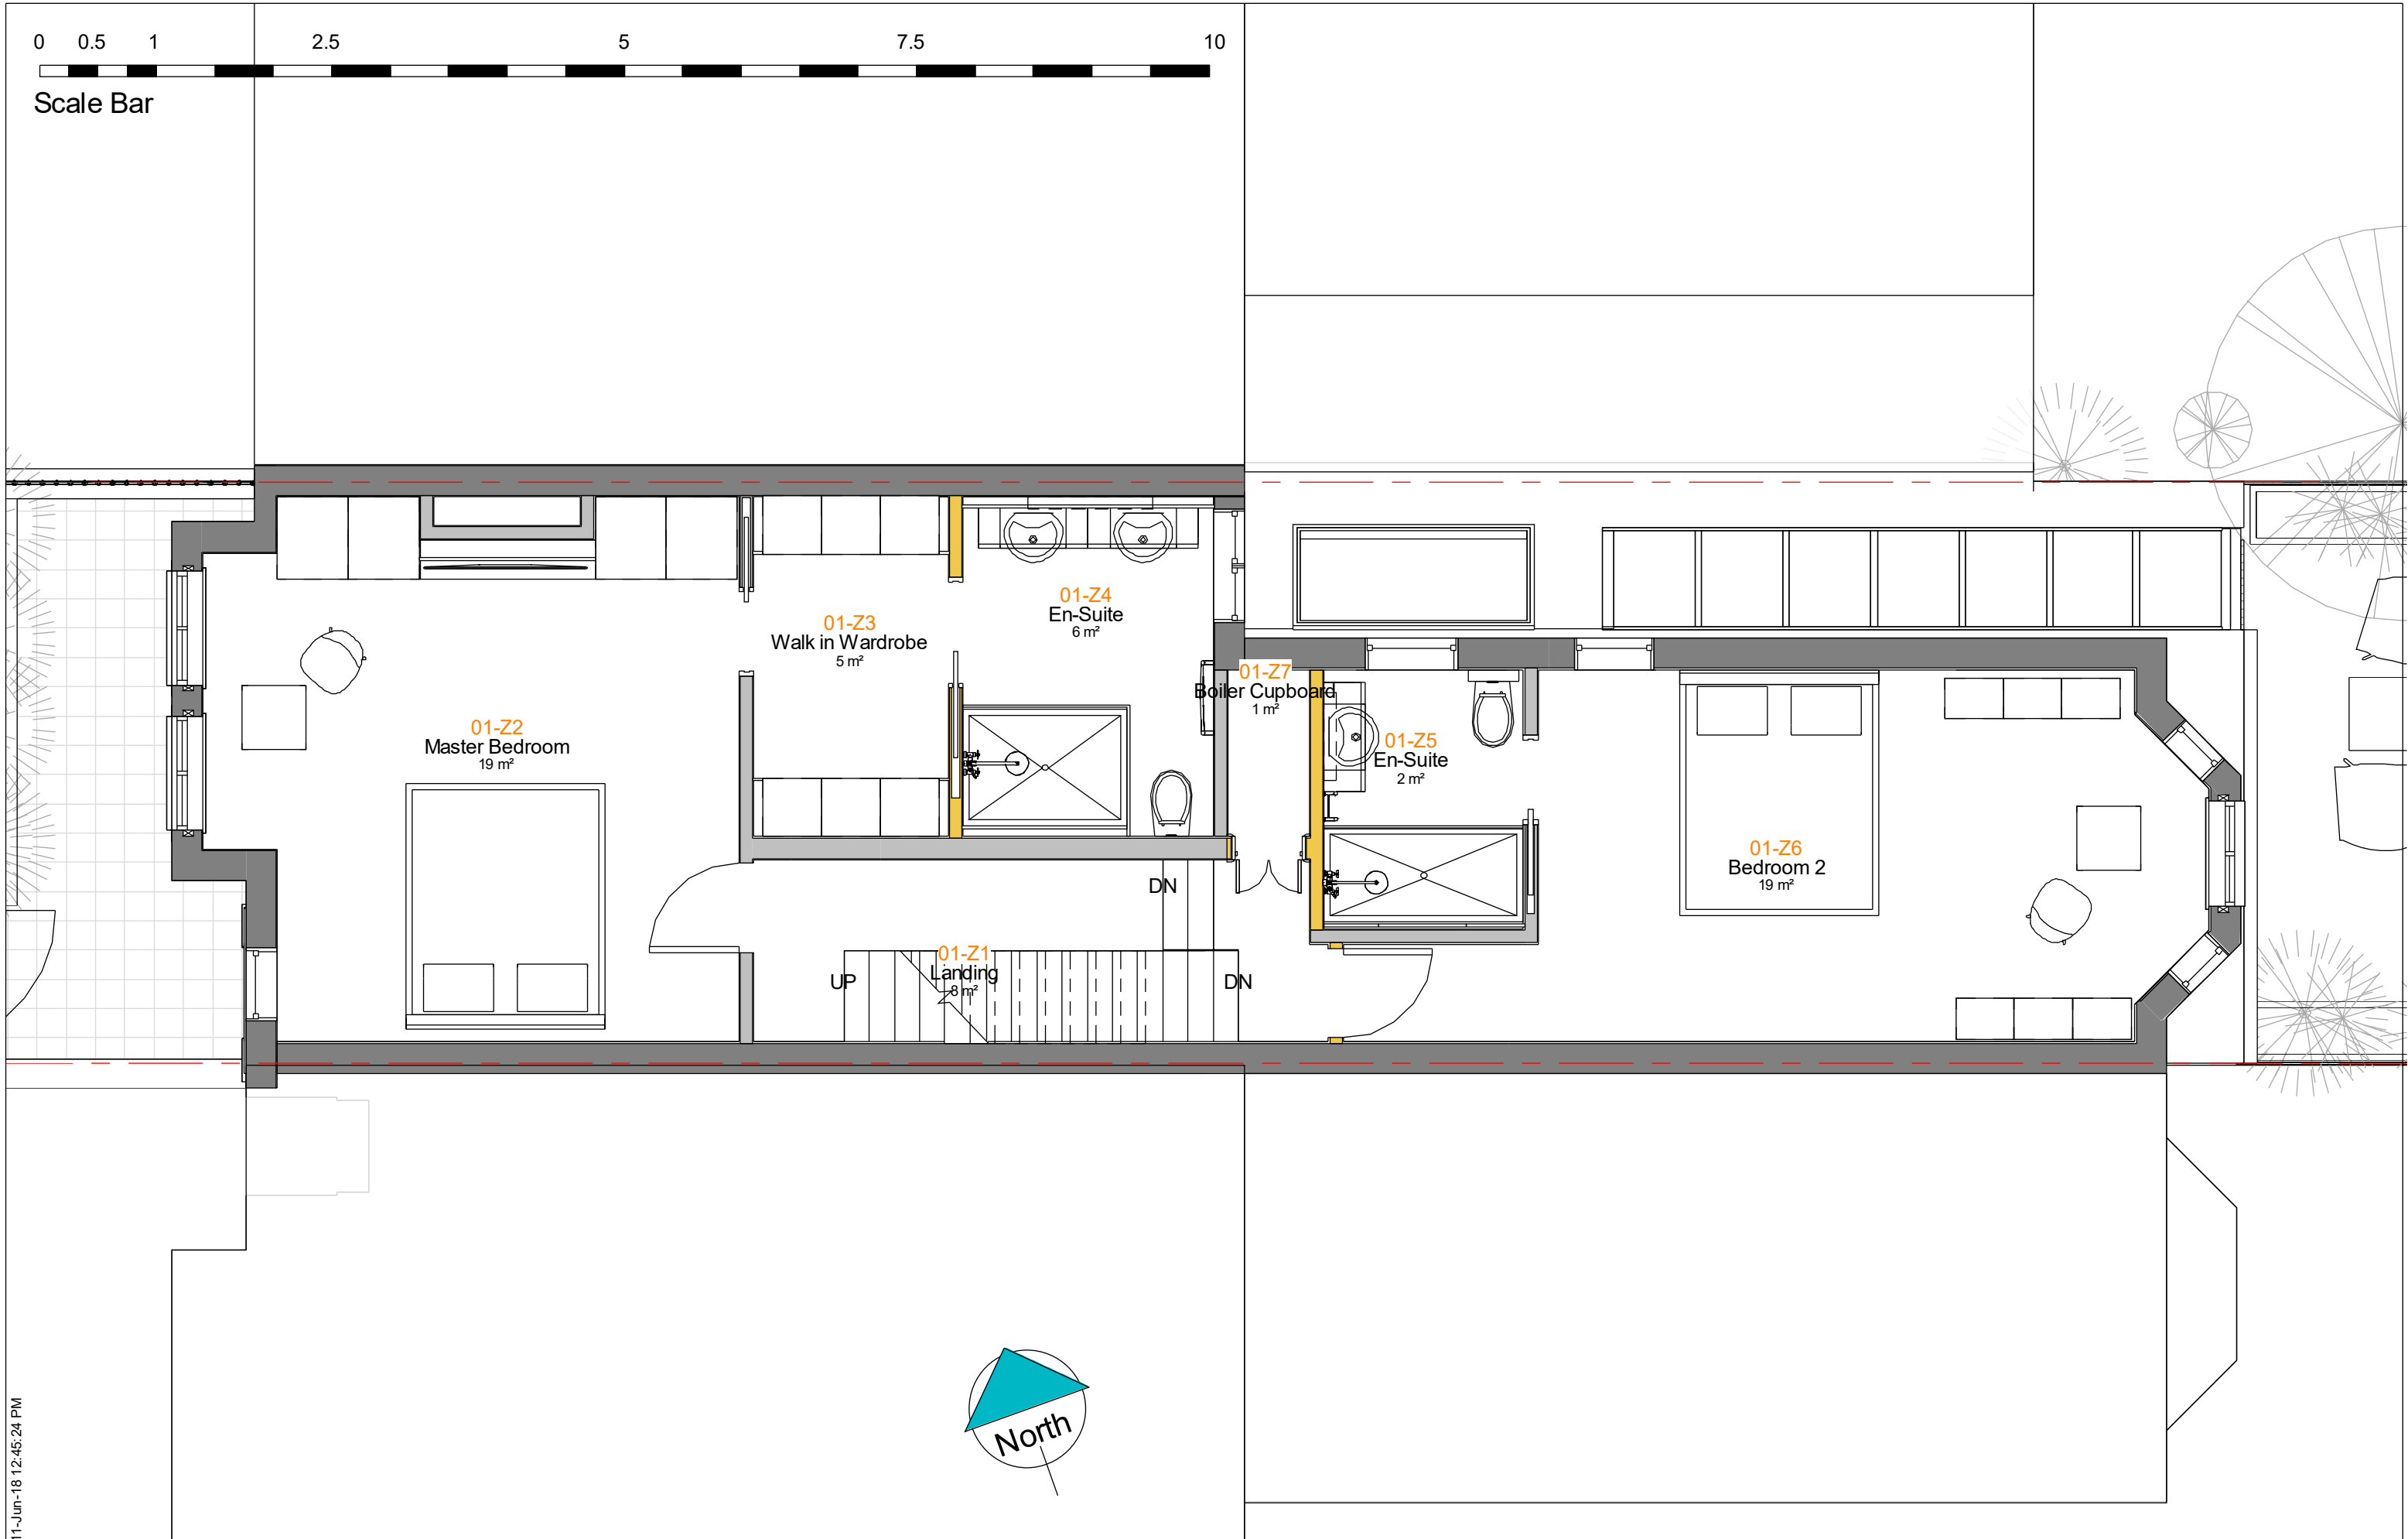 0 0.5 1 2.5 5 7.5 10
Scale Bar
01-Z4
En-Suite
6 m²
01-Z3
Walk in Wardrobe
5 m²
01-Z7
Boiler Cupboard
1 m²
01-Z2
Master Bedroom
19 m²
01-Z5
En-Suite
2 m²
01-Z6
Bedroom 2
19 m²
DN
01-Z1
Landing
8 m²
UP
DN
North
11-Jun-18 12:45:24 PM